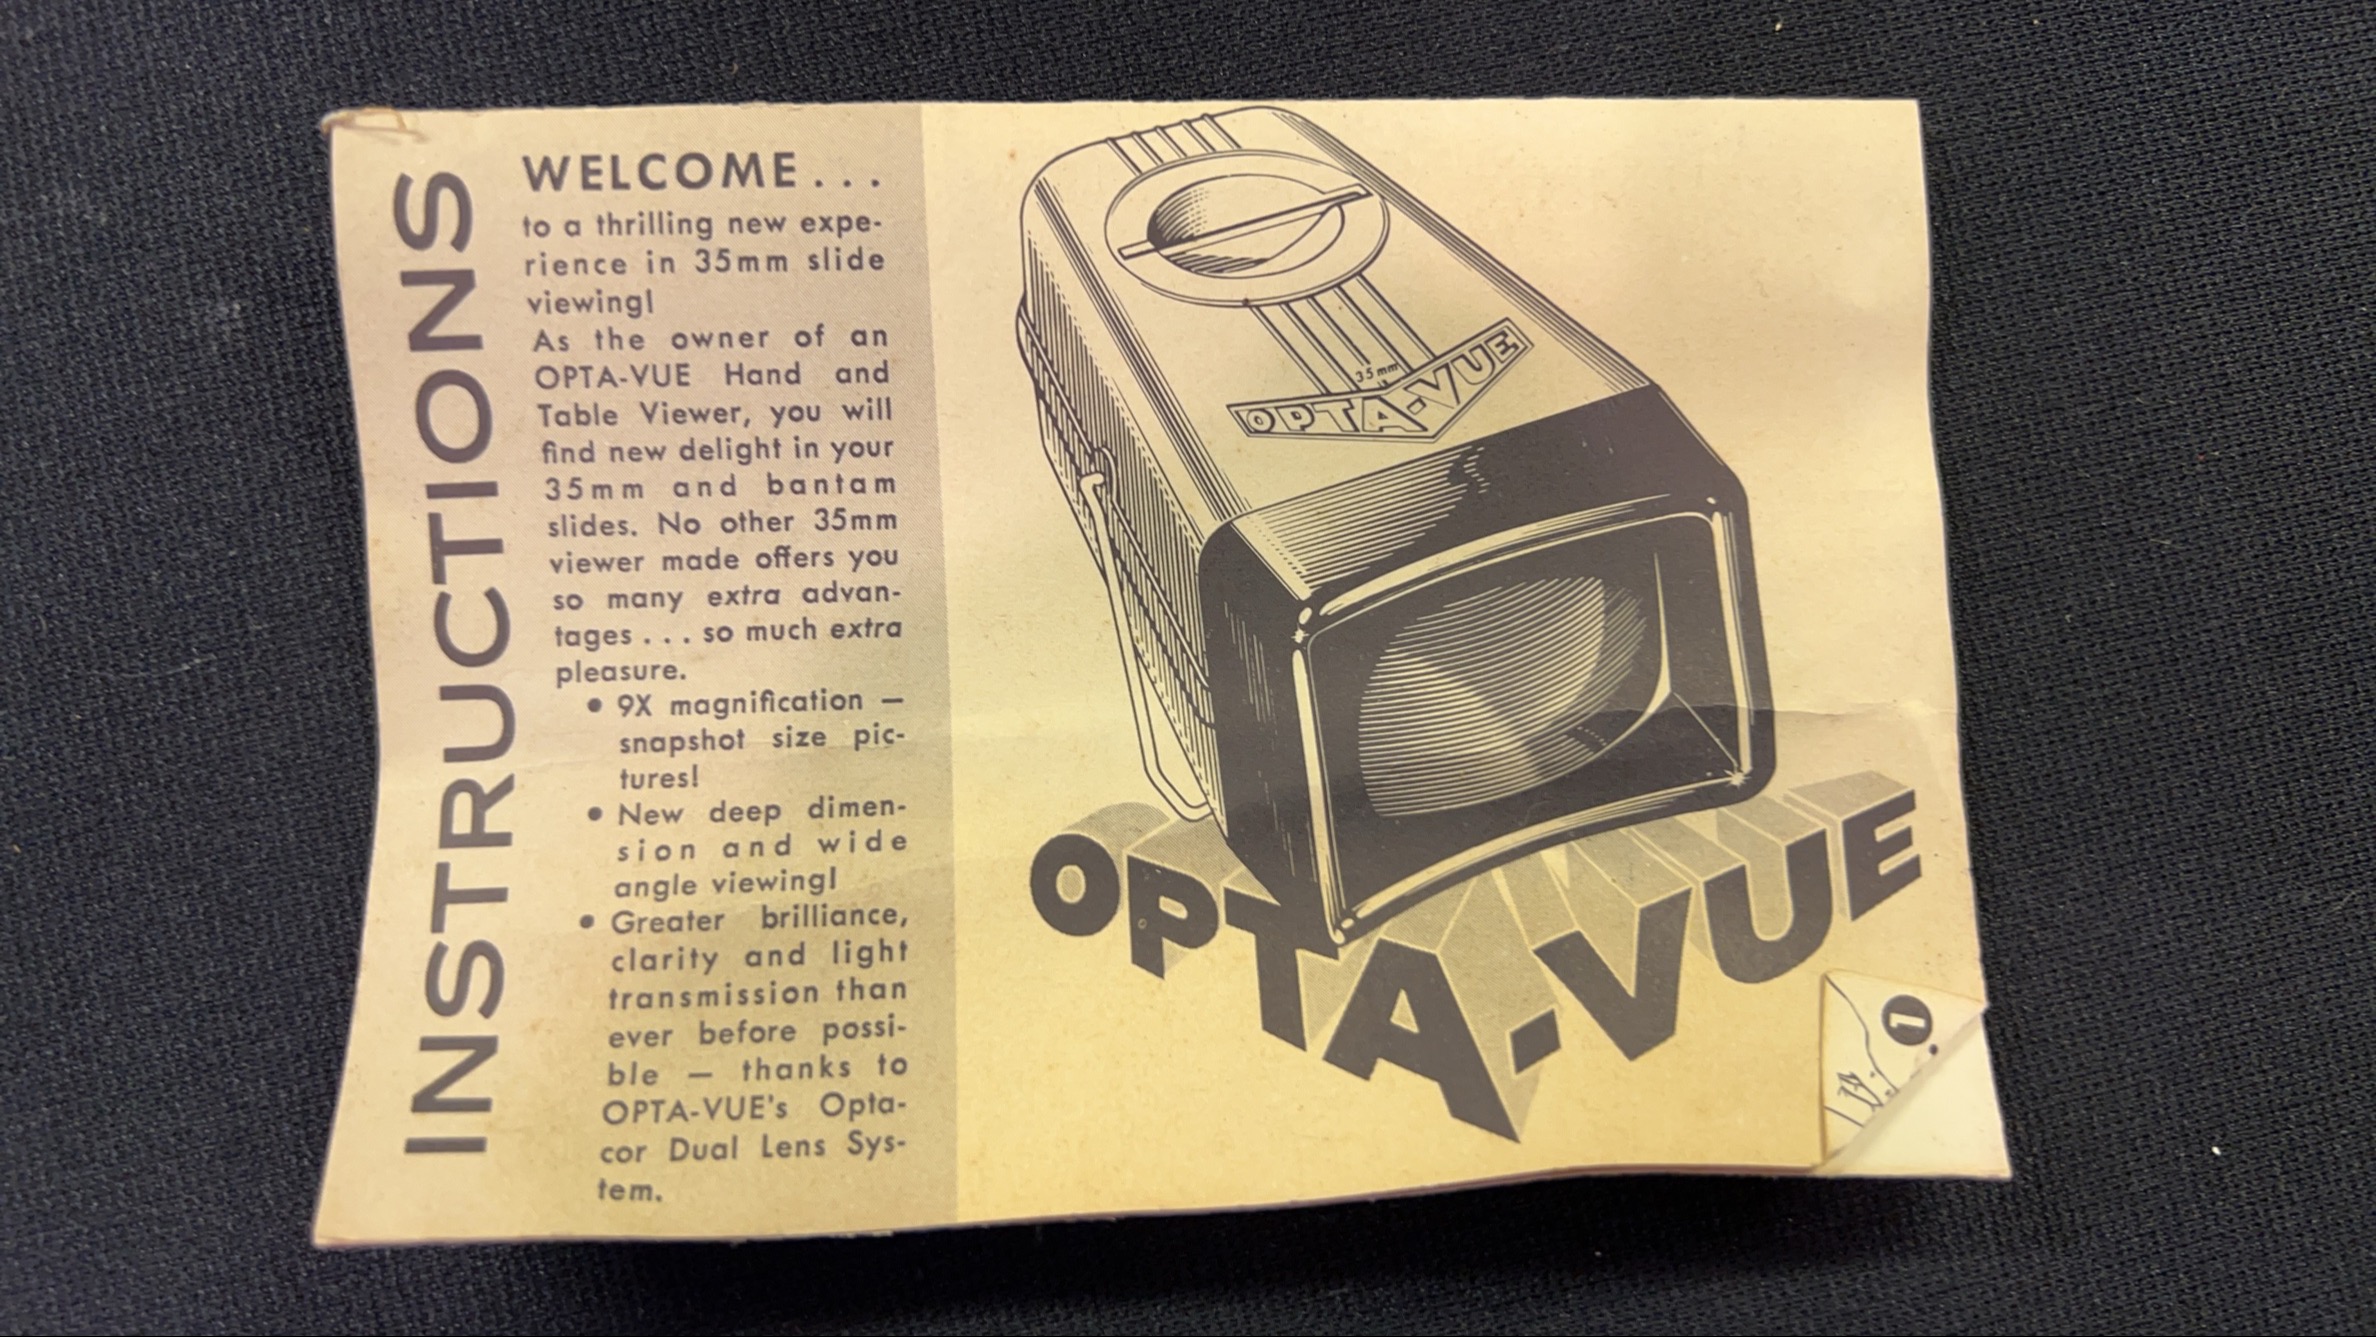 INSTRUCTIONS
WELCOME...
to a thrilling new expe-
rience in 35mm slide
viewing!
As the owner of an
OPTA-VUE Hand and
Table Viewer, you will
find new delight in your
35mm and bantam
slides. No other 35mm
viewer made offers you
so many extra advan-
tages... so much extra
pleasure.
• 9X magnification —
snapshot size pic-
tures!
• New deep dimen-
sion and wide
angle viewing!
• Greater brilliance,
clarity and light
transmission than
ever before possi-
ble — thanks to
OPTA-VUE's Opta-
cor Dual Lens Sys-
tem.
35mm
OPTA-VUE
OPTA-VUE
1